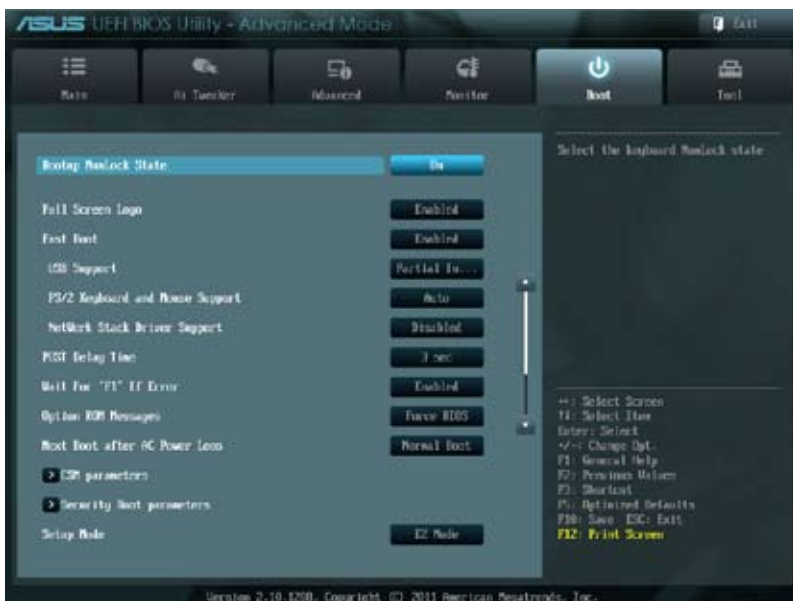 ASUS UEFI BIOS Utility - Advanced Mode
Exit
Main
Ai Tweaker
Advanced
Monitor
Boot
Tool
Bootup NumLock State
On
Select the keyboard NumLock state
Full Screen Logo
Enabled
Fast Boot
Enabled
USB Support
Partial In...
PS/2 Keyboard and Mouse Support
Auto
NetWork Stack Driver Support
Disabled
POST Delay Time
3 sec
Wait For 'F1' If Error
Enabled
Option ROM Messages
Force BIOS
Next Boot after AC Power Loss
Normal Boot
CSM parameters
Security Boot parameters
Setup Mode
EZ Mode
→←: Select Screen
↑↓: Select Item
Enter: Select
+/-: Change Opt.
F1: General Help
F2: Previous Values
F3: Shortcut
Optimized Defaults
F10: Save ESC: Exit
F12: Print Screen
Version 2.10.1208. Copyright (C) 2011 American Megatrends, Inc.